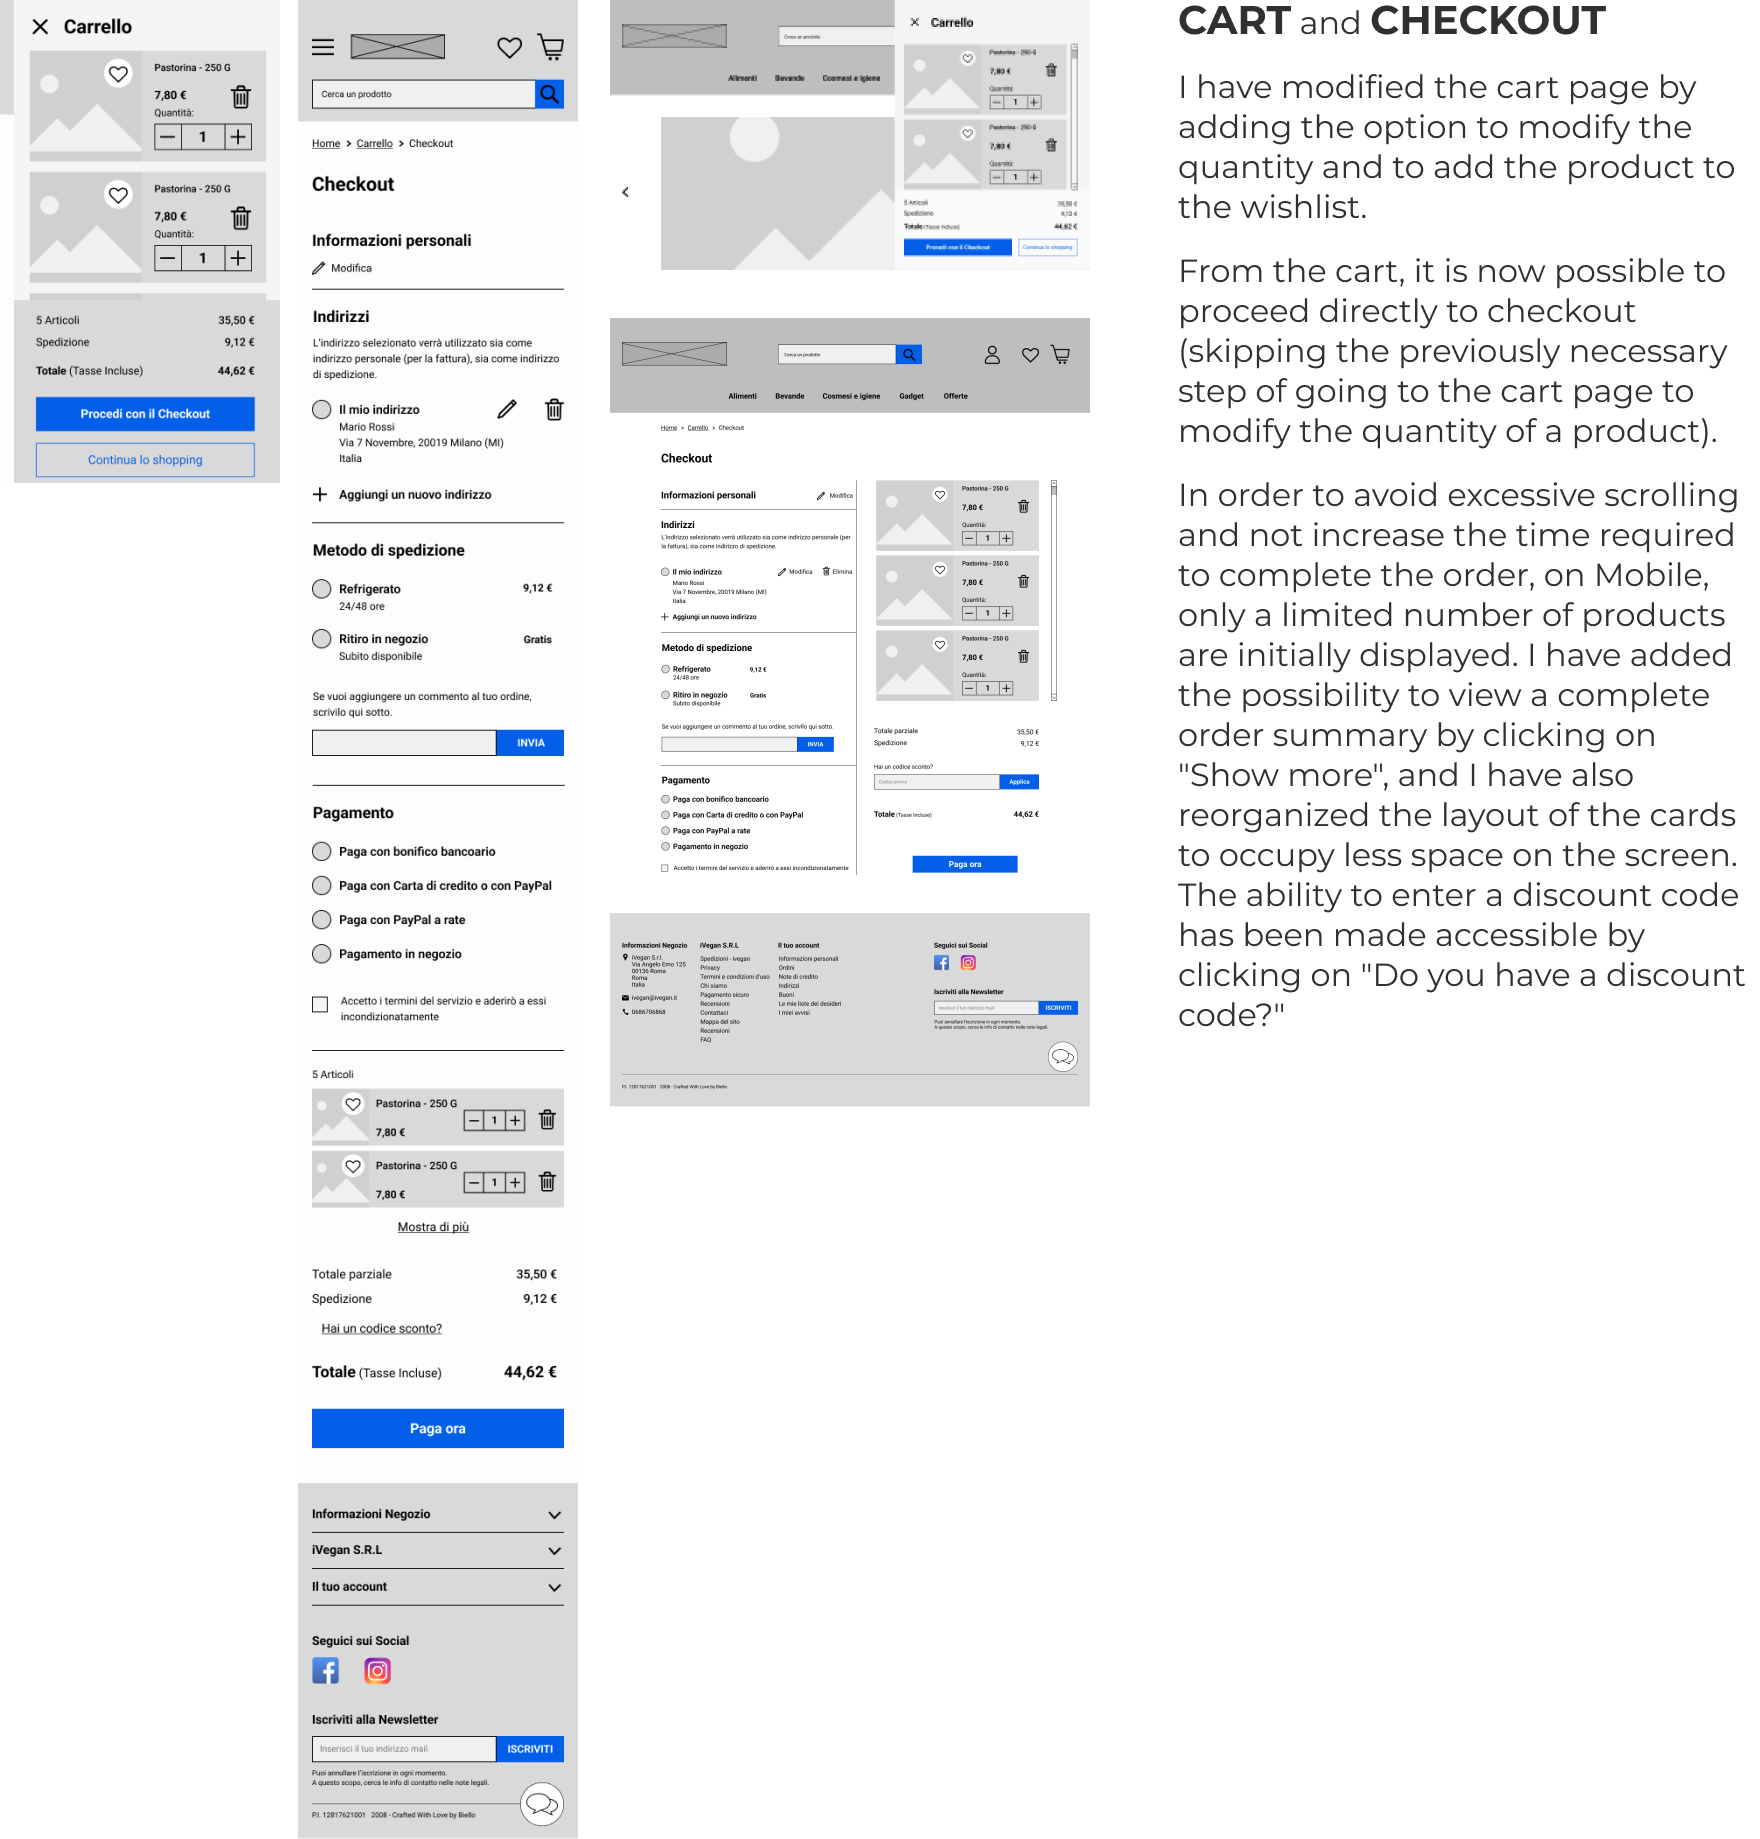 Carrello
Pastorina - 250 G
7,80 €
Quantità:
1
Pastorina - 250 G
7,80 €
Quantità:
1
5 Articoli 35,50 €
Spedizione 9,12 €
Totale (Tasse Incluse) 44,62 €
Procedi con il Checkout
Continua lo shopping
Cerca un prodotto
Home > Carrello > Checkout
Checkout
Informazioni personali
Modifica
Indirizzi
L'indirizzo selezionato verrà utilizzato sia come
indirizzo personale (per la fattura), sia come indirizzo
di spedizione.
Il mio indirizzo
Mario Rossi
Via 7 Novembre, 20019 Milano (MI)
Italia
Aggiungi un nuovo indirizzo
Metodo di spedizione
Refrigerato 9,12 €
24/48 ore
Ritiro in negozio Gratis
Subito disponibile
Se vuoi aggiungere un commento al tuo ordine,
scrivilo qui sotto.
INVIA
Pagamento
Paga con bonifico bancoario
Paga con Carta di credito o con PayPal
Paga con PayPal a rate
Pagamento in negozio
Accetto i termini del servizio e aderirò a essi
incondizionatamente
5 Articoli
Pastorina - 250 G
1
7,80 €
Pastorina - 250 G
1
7,80 €
Mostra di più
Totale parziale 35,50 €
Spedizione 9,12 €
Hai un codice sconto?
Totale (Tasse Incluse) 44,62 €
Paga ora
Informazioni Negozio
iVegan S.R.L
Il tuo account
Seguici sui Social
Iscriviti alla Newsletter
Inserisci il tuo indirizzo mail ISCRIVITI
Puoi annullare l'iscrizione in ogni momento.
A questo scopo, cerca le info di contatto nelle note legali.
P.I. 12817621001 2008 - Crafted With Love by Biello
Cerca un prodotto
Alimenti Bevande Cosmesi e igiene
Carrello
Pastorina - 250 G
7,80 €
Quantità:
1
Pastorina - 250 G
7,80 €
Quantità:
1
5 Articoli 35,50 €
Spedizione 9,12 €
Totale (Tasse Incluse) 44,62 €
Procedi con il Checkout Continua lo shopping
Cerca un prodotto
Alimenti Bevande Cosmesi e igiene Gadget Offerte
Home > Carrello > Checkout
Checkout
Informazioni personali Modifica
Indirizzi
L'indirizzo selezionato verrà utilizzato sia come indirizzo personale (per
la fattura), sia come indirizzo di spedizione.
Il mio indirizzo Modifica Elimina
Mario Rossi
Via 7 Novembre, 20019 Milano (MI)
Italia
Aggiungi un nuovo indirizzo
Metodo di spedizione
Refrigerato 9,12 €
24/48 ore
Ritiro in negozio Gratis
Subito disponibile
Se vuoi aggiungere un commento al tuo ordine, scrivilo qui sotto.
INVIA
Pagamento
Paga con bonifico bancoario
Paga con Carta di credito o con PayPal
Paga con PayPal a rate
Pagamento in negozio
Accetto i termini del servizio e aderirò a essi incondizionatamente
Pastorina - 250 G
7,80 €
Quantità:
1
Pastorina - 250 G
7,80 €
Quantità:
1
Pastorina - 250 G
7,80 €
Quantità:
1
Totale parziale 35,50 €
Spedizione 9,12 €
Hai un codice sconto?
Codice promo Applica
Totale (Tasse Incluse) 44,62 €
Paga ora
Informazioni Negozio
iVegan S.r.l.
Via Angelo Emo 125
00136 Roma
Roma
Italia
ivegan@ivegan.it
0686706868
iVegan S.R.L
Spedizioni - ivegan
Privacy
Termini e condizioni d'uso
Chi siamo
Pagamento sicuro
Recensioni
Contattaci
Mappa del sito
Recensioni
FAQ
Il tuo account
Informazioni personali
Ordini
Note di credito
Indirizzi
Buoni
Le mie liste dei desideri
I miei avvisi
Seguici sui Social
Iscriviti alla Newsletter
Inserisci il tuo indirizzo mail ISCRIVITI
Puoi annullare l'iscrizione in ogni momento.
A questo scopo, cerca le info di contatto nelle note legali.
P.I. 12817621001 2008 - Crafted With Love by Biello
CART and CHECKOUT
I have modified the cart page by
adding the option to modify the
quantity and to add the product to
the wishlist.
From the cart, it is now possible to
proceed directly to checkout
(skipping the previously necessary
step of going to the cart page to
modify the quantity of a product).
In order to avoid excessive scrolling
and not increase the time required
to complete the order, on Mobile,
only a limited number of products
are initially displayed. I have added
the possibility to view a complete
order summary by clicking on
"Show more", and I have also
reorganized the layout of the cards
to occupy less space on the screen.
The ability to enter a discount code
has been made accessible by
clicking on "Do you have a discount
code?"